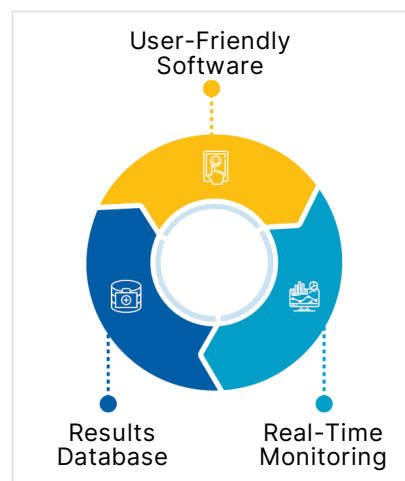 User-Friendly
Software
Results
Database
Real-Time
Monitoring